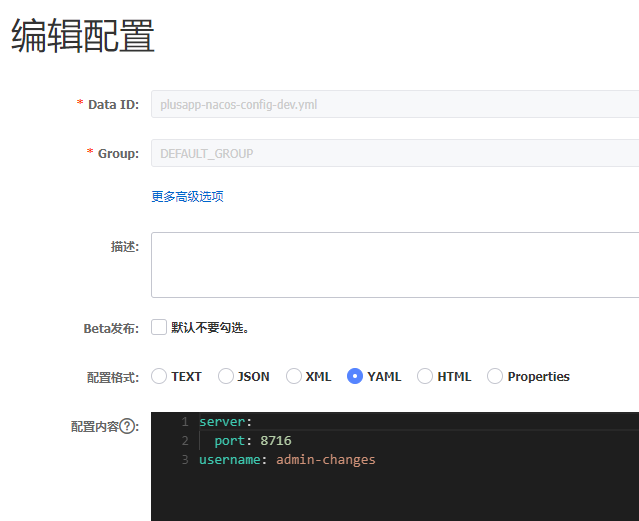 编辑配置
* Data ID: plusapp-nacos-config-dev.yml
* Group: DEFAULT_GROUP
更多高级选项
描述:
Beta发布: 默认不要勾选。
配置格式: TEXT JSON XML YAML HTML Properties
配置内容?: 1 server:
2 port: 8716
3 username: admin-changes